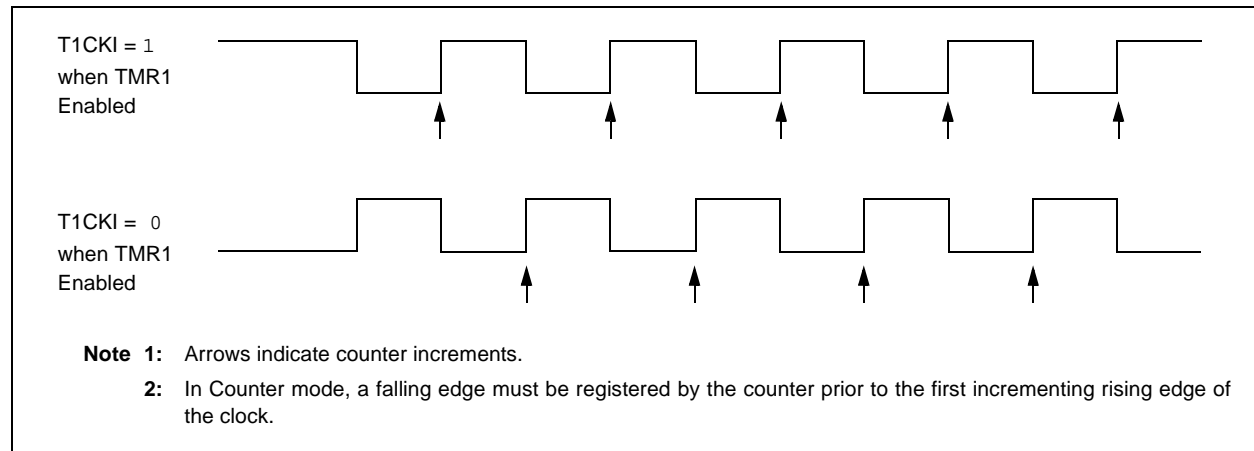 T1CKI = 1
when TMR1
Enabled
T1CKI = 0
when TMR1
Enabled
Note 1: Arrows indicate counter increments.
2: In Counter mode, a falling edge must be registered by the counter prior to the first incrementing rising edge of
the clock.